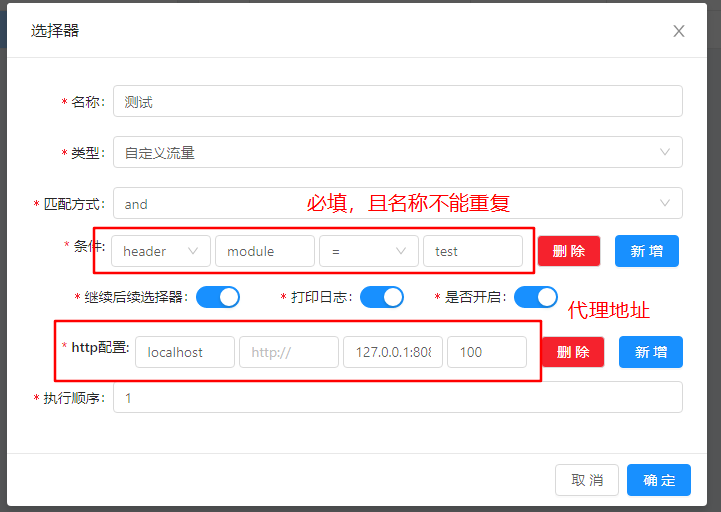 选择器
* 名称: 测试
* 类型: 自定义流量
* 匹配方式: and
必填，且名称不能重复
* 条件: header module = test 删除 新增
* 继续后续选择器: * 打印日志: * 是否开启:
代理地址
* http配置: localhost http:// 127.0.0.1:808 100 删除 新增
* 执行顺序: 1
取消 确定